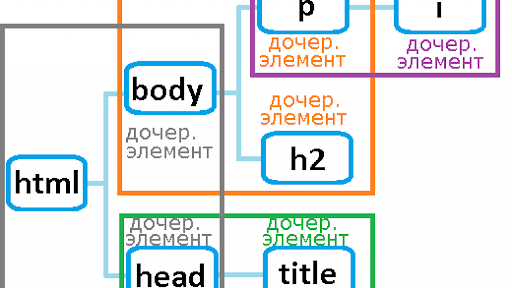 p
i
дочер.
элемент
дочер.
элемент
body
дочер.
элемент
дочер.
элемент
h2
html
дочер.
элемент
дочер.
элемент
head
title